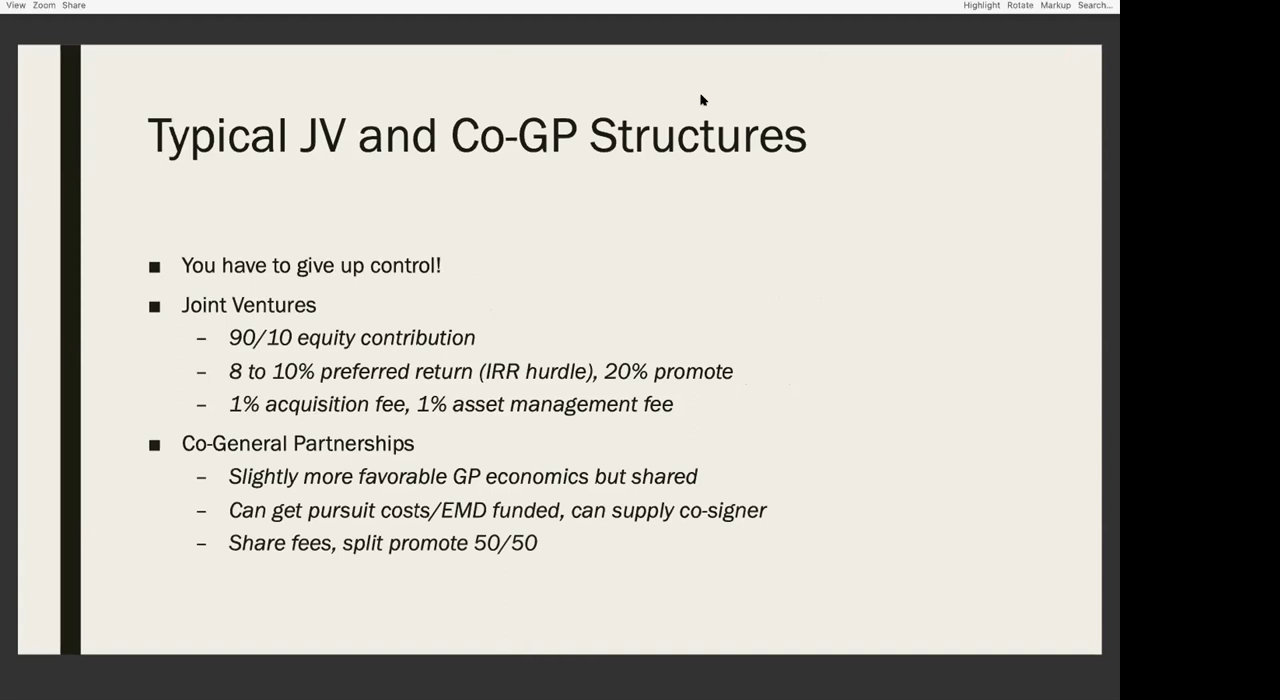 View Zoom Share Highlight Rotate Markup Search...
Typical JV and Co-GP Structures
■ You have to give up control!
■ Joint Ventures
– 90/10 equity contribution
– 8 to 10% preferred return (IRR hurdle), 20% promote
– 1% acquisition fee, 1% asset management fee
■ Co-General Partnerships
– Slightly more favorable GP economics but shared
– Can get pursuit costs/EMD funded, can supply co-signer
– Share fees, split promote 50/50